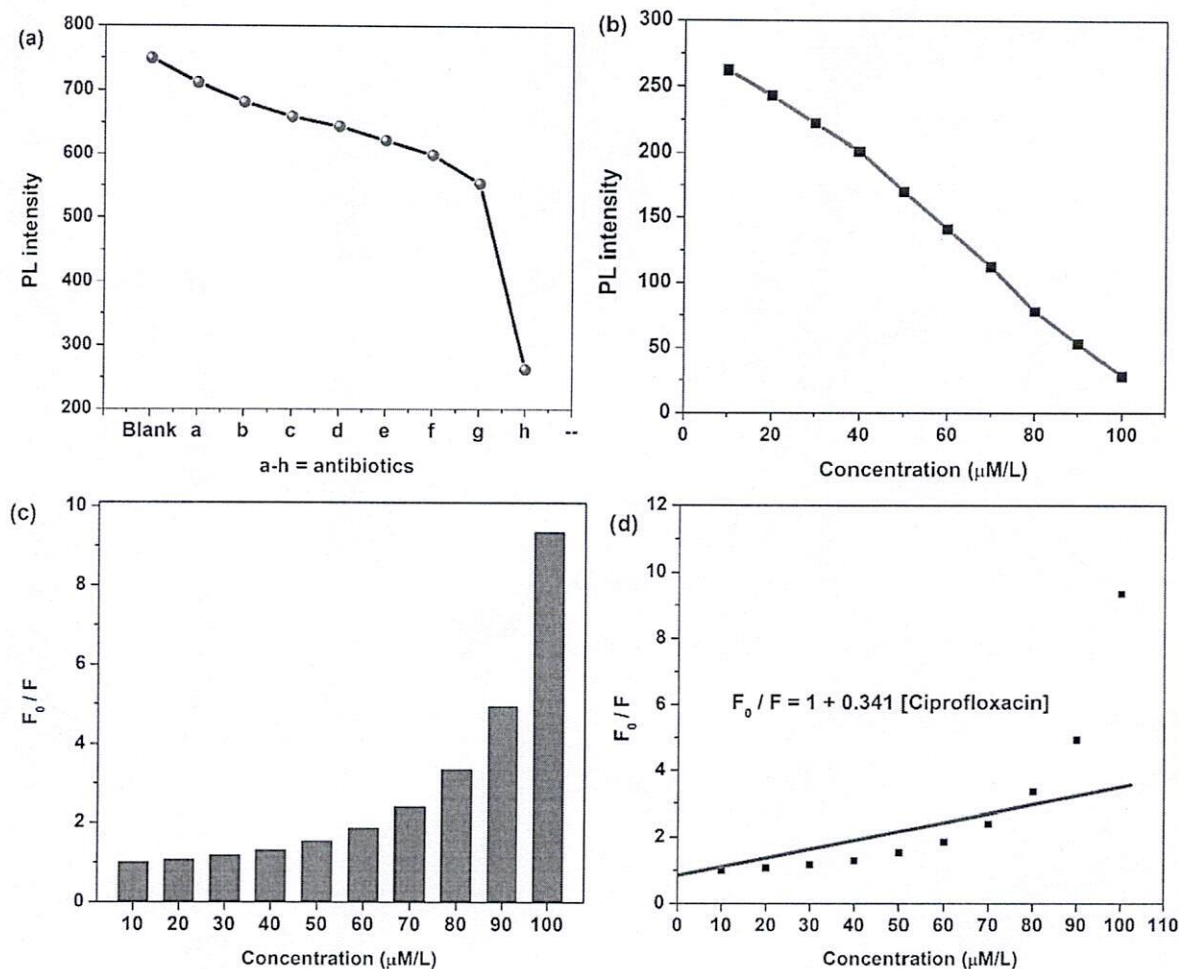 (a)
800
700
600
500
400
300
200
PL intensity
Blank a b c d e f g h --
a-h = antibiotics
(b)
300
250
200
150
100
50
0
PL intensity
0 20 40 60 80 100
Concentration (μM/L)
(c)
10
8
6
4
2
0
F₀ / F
10 20 30 40 50 60 70 80 90 100
Concentration (μM/L)
(d)
12
10
8
6
4
2
0
F₀ / F
F₀ / F = 1 + 0.341 [Ciprofloxacin]
0 10 20 30 40 50 60 70 80 90 100 110
Concentration (μM/L)